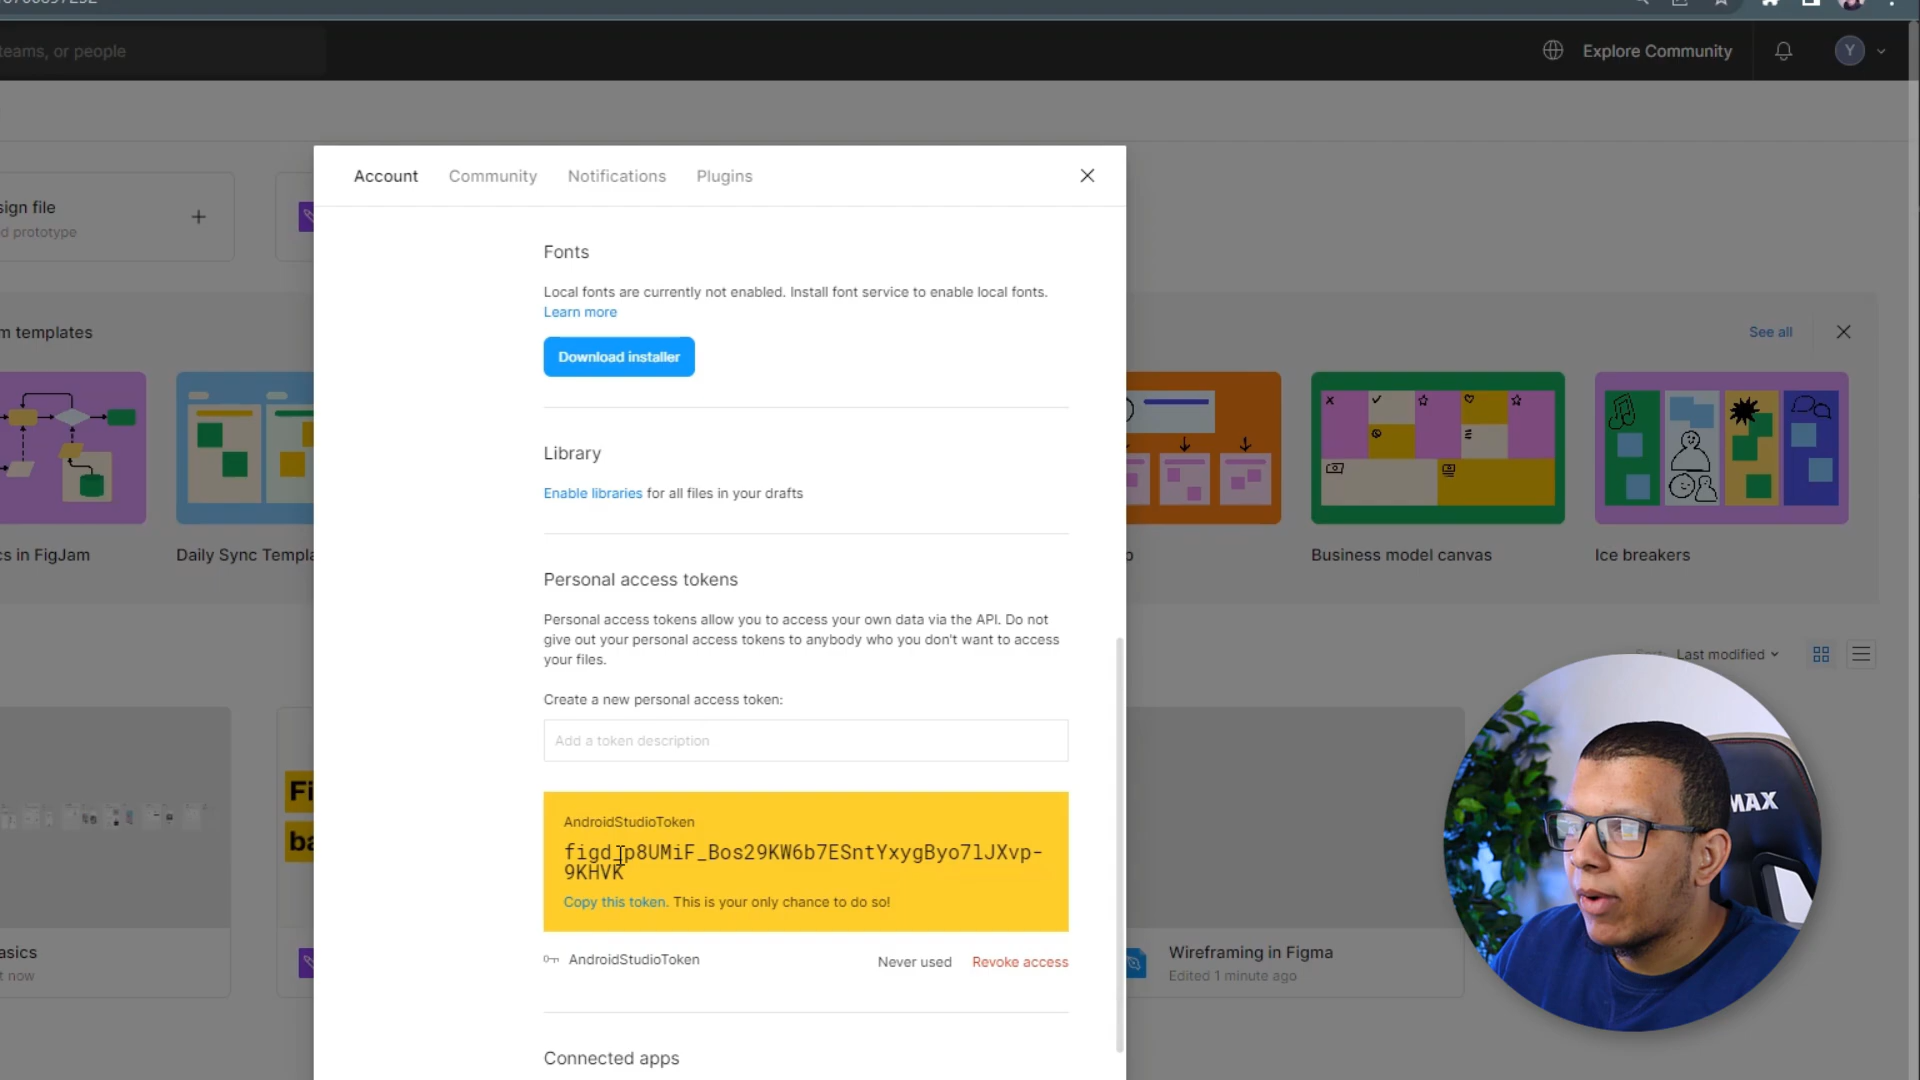 teams, or people
Explore Community
Y
Account Community Notifications Plugins
sign file
d prototype
Fonts
Local fonts are currently not enabled. Install font service to enable local fonts.
Learn more
Download installer
m templates
See all
Library
Enable libraries for all files in your drafts
cs in FigJam
Daily Sync Templa
Business model canvas
Ice breakers
Personal access tokens
Personal access tokens allow you to access your own data via the API. Do not
give out your personal access tokens to anybody who you don't want to access
your files.
Last modified
Create a new personal access token:
Add a token description
Fi
ba
AndroidStudioToken
figd_p8UMiF_Bos29KW6b7ESntYxygByo7lJXvp-
9KHVK
Copy this token. This is your only chance to do so!
AndroidStudioToken
Never used
Revoke access
asics
t now
Wireframing in Figma
Edited 1 minute ago
MAX
Connected apps